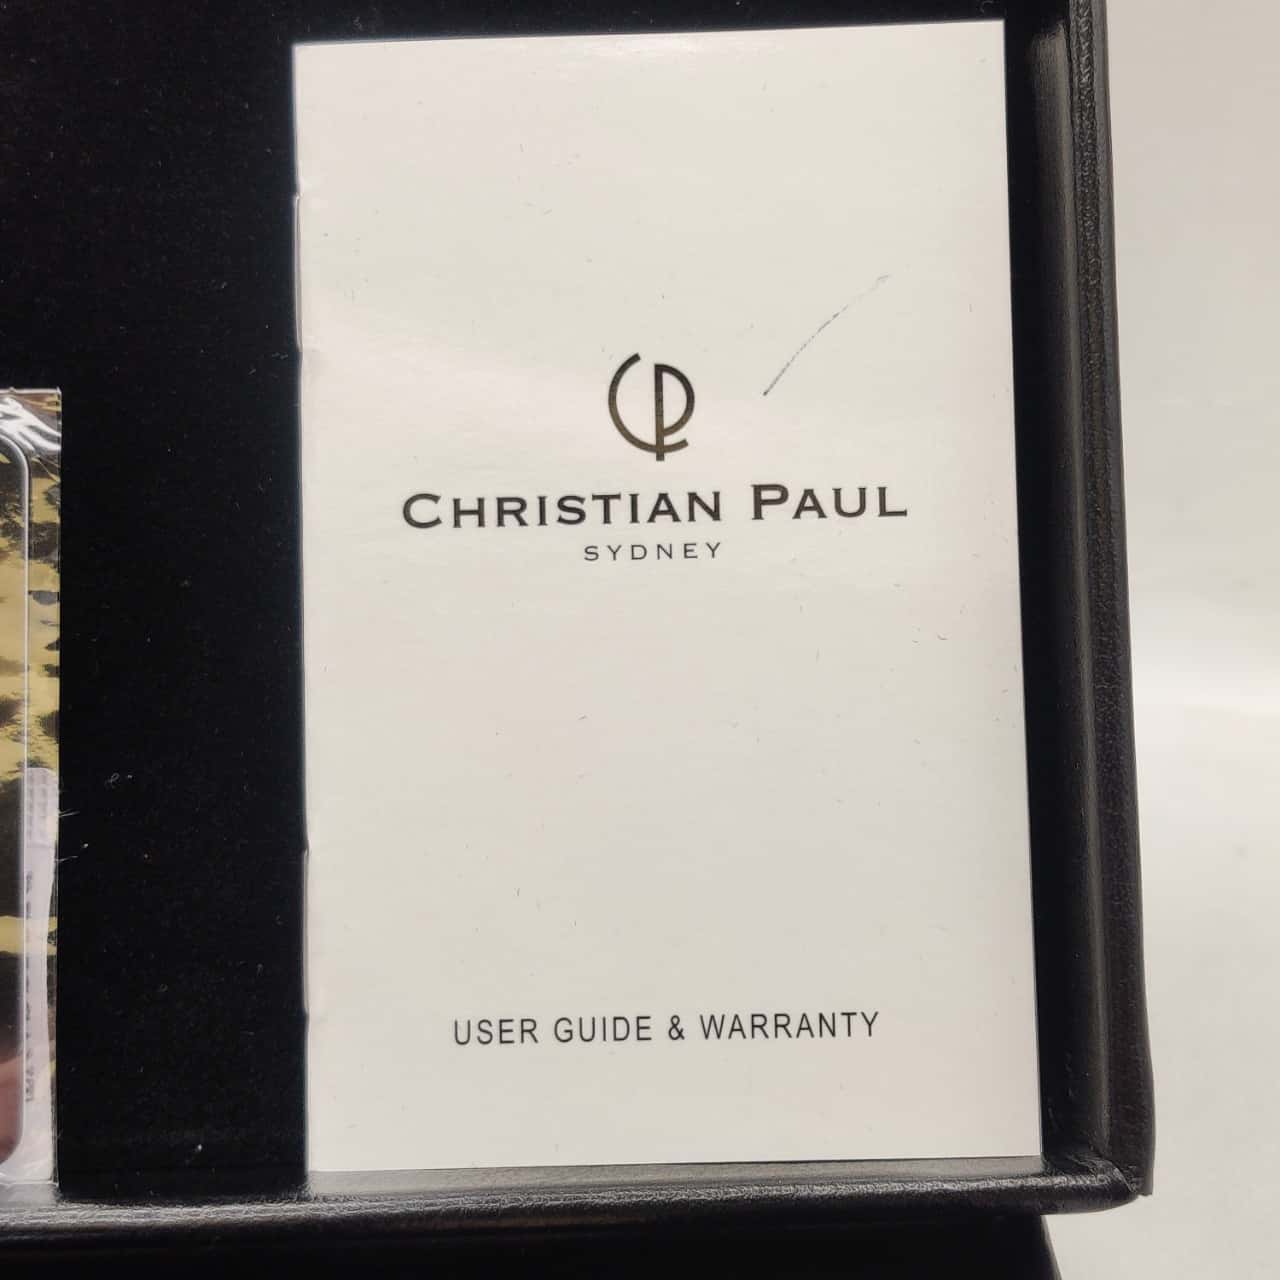 CP
CHRISTIAN PAUL
SYDNEY
USER GUIDE & WARRANTY